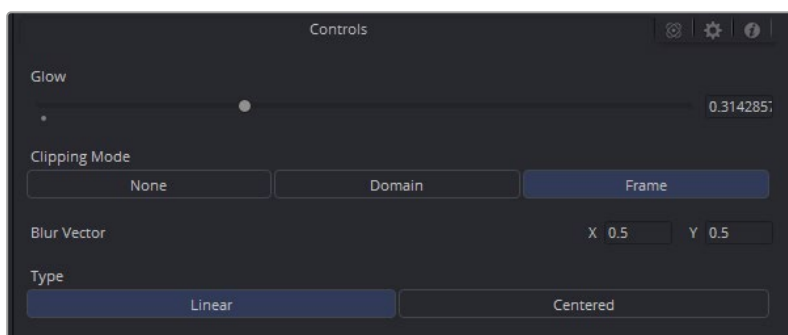 Controls
Glow
0.3142857
Clipping Mode
None Domain Frame
Blur Vector X 0.5 Y 0.5
Type
Linear Centered